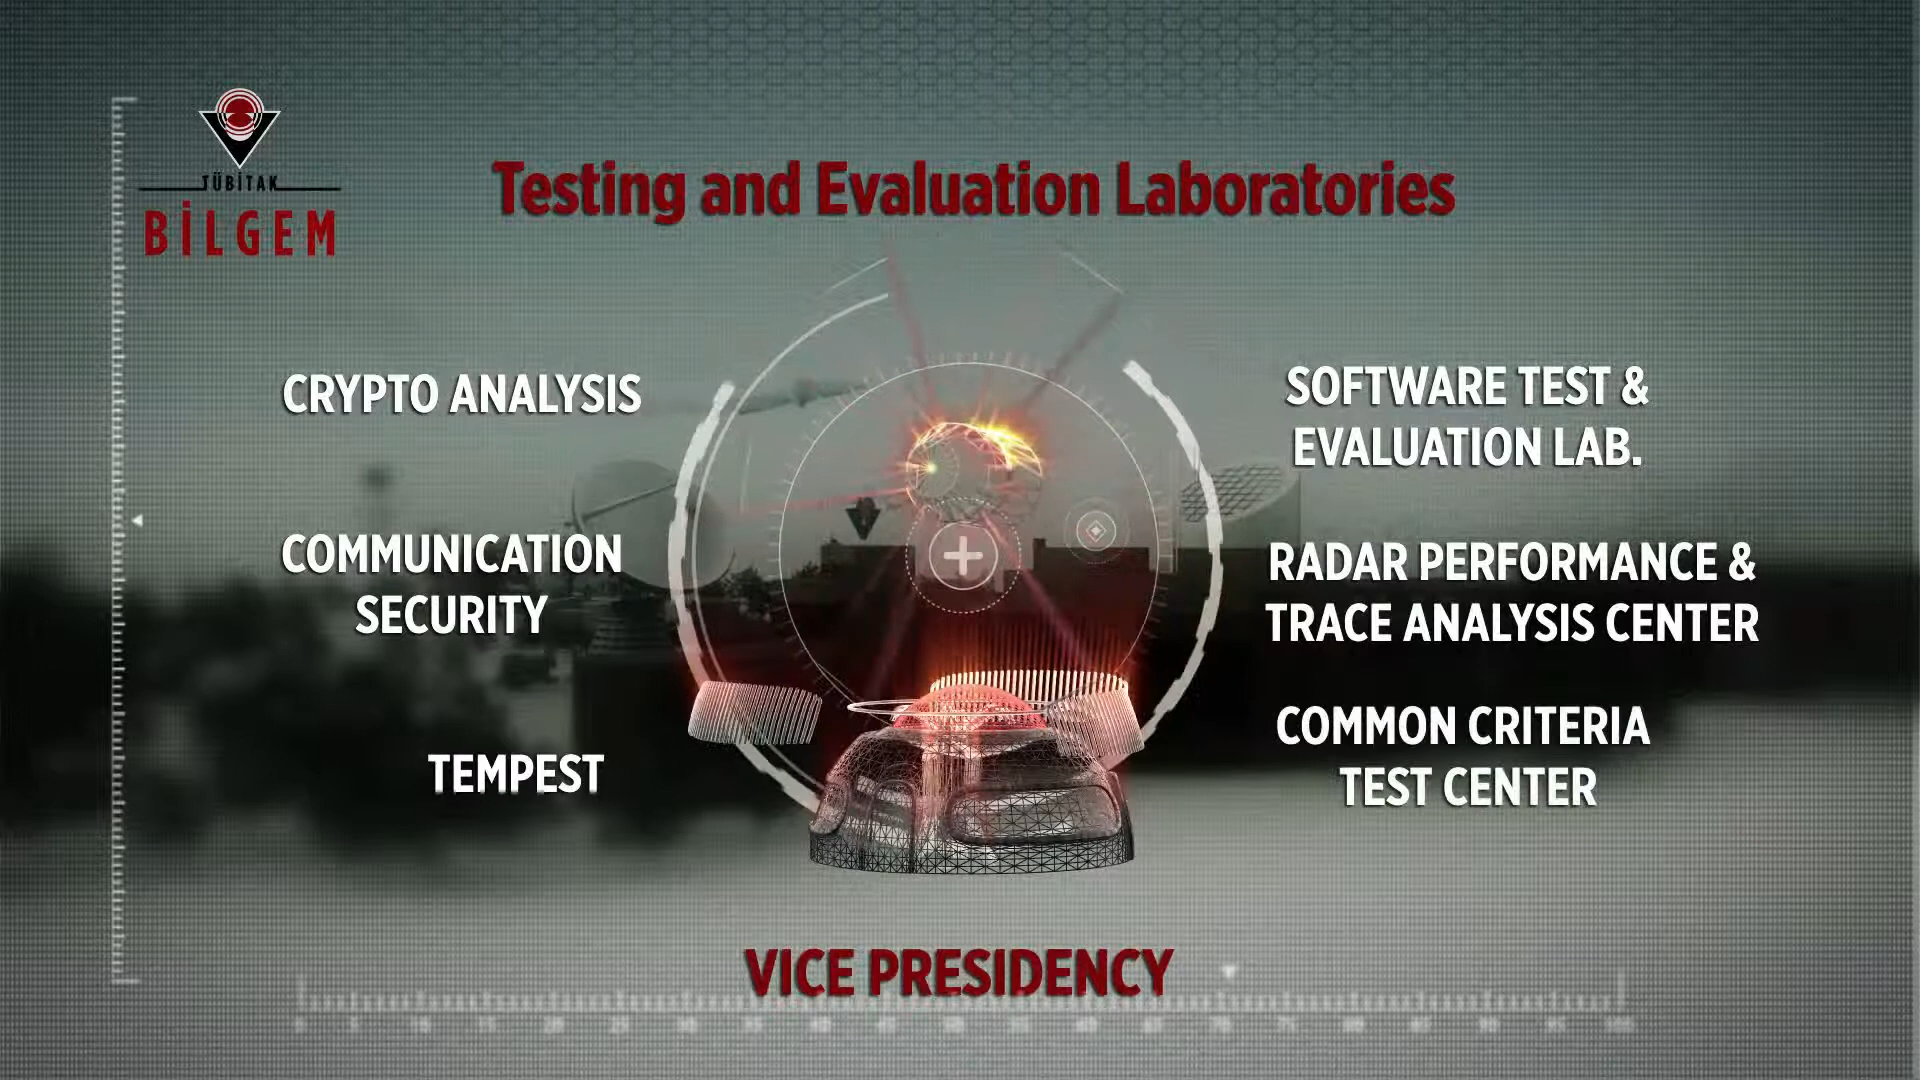 TÜBİTAK
BİLGEM
Testing and Evaluation Laboratories
CRYPTO ANALYSIS
COMMUNICATION
SECURITY
TEMPEST
SOFTWARE TEST &
EVALUATION LAB.
RADAR PERFORMANCE &
TRACE ANALYSIS CENTER
COMMON CRITERIA
TEST CENTER
VICE PRESIDENCY